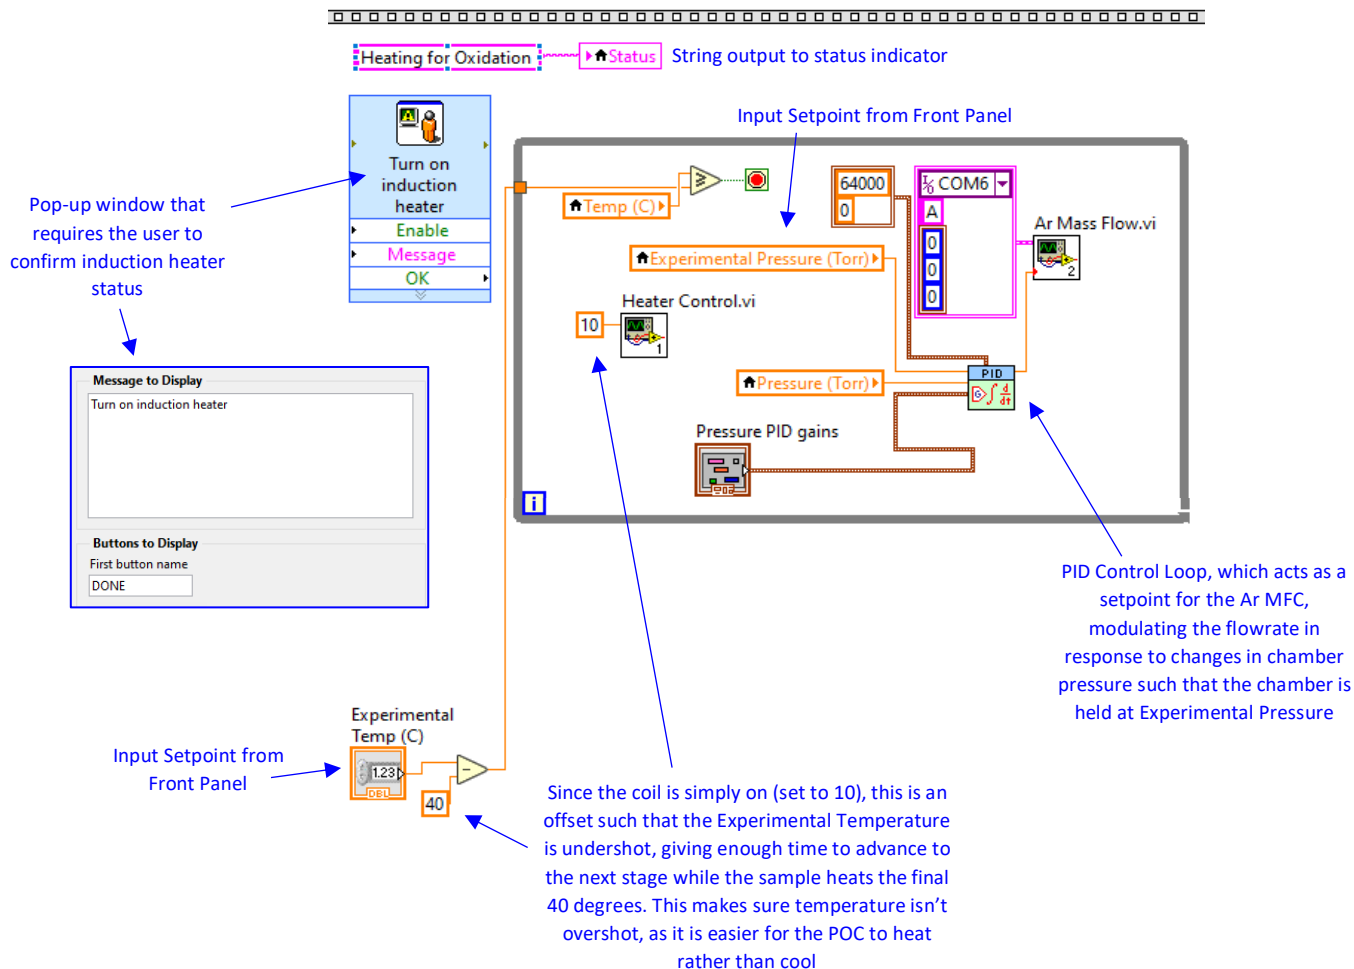 Heating for Oxidation
Status
String output to status indicator
Turn on
induction
heater
Enable
Message
OK
Pop-up window that
requires the user to
confirm induction heater
status
Input Setpoint from Front Panel
Temp (C)
64000
0
COM6
A
0
0
0
Ar Mass Flow.vi
2
Experimental Pressure (Torr)
Heater Control.vi
10
1
Pressure (Torr)
PID
Pressure PID gains
i
Message to Display
Turn on induction heater
Buttons to Display
First button name
DONE
PID Control Loop, which acts as a
setpoint for the Ar MFC,
modulating the flowrate in
response to changes in chamber
pressure such that the chamber is
held at Experimental Pressure
Experimental
Temp (C)
1.23
DBL
40
Input Setpoint from
Front Panel
Since the coil is simply on (set to 10), this is an
offset such that the Experimental Temperature
is undershot, giving enough time to advance to
the next stage while the sample heats the final
40 degrees. This makes sure temperature isn’t
overshot, as it is easier for the POC to heat
rather than cool